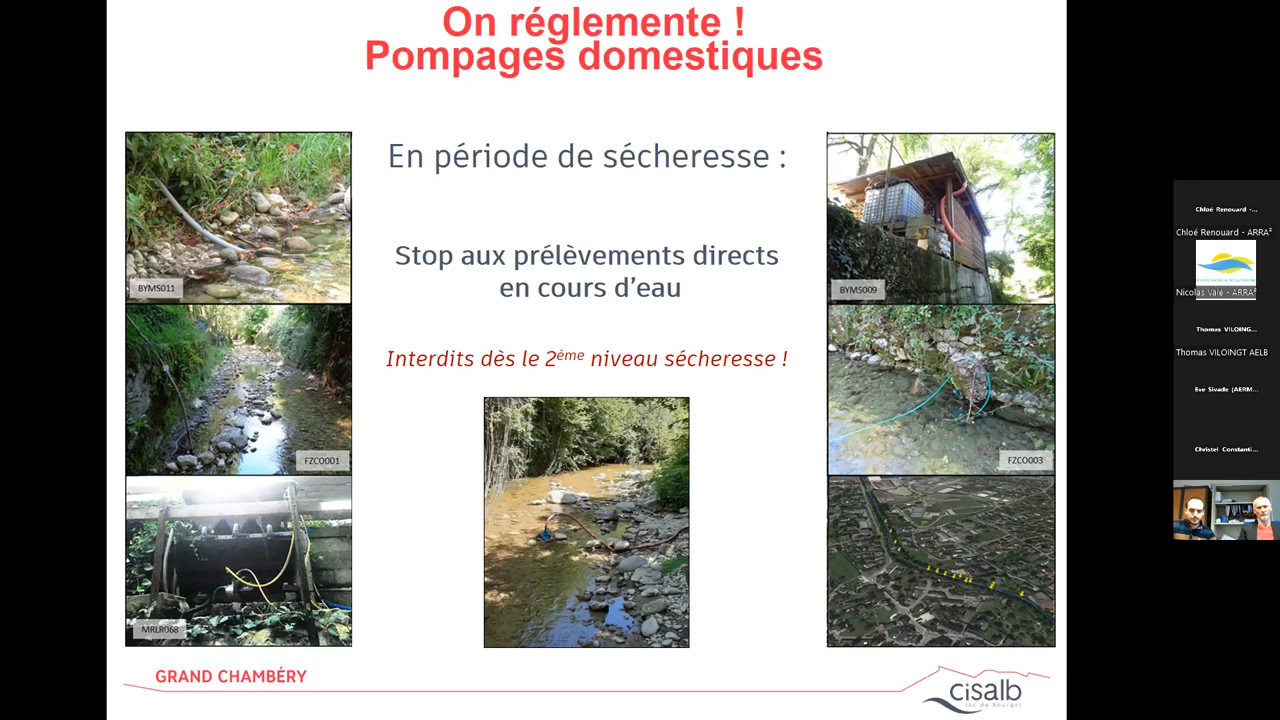 On réglemente !
Pompages domestiques
En période de sécheresse :
Stop aux prélèvements directs
en cours d'eau
Interdits dès le 2ème niveau sécheresse !
BYMS011
FZCO001
MRLR068
BYMS009
FZCO003
GRAND CHAMBÉRY
cisalb
lac du Bourget
Chloé Renouard -...
Chloé Renouard - ARRA²
Nicolas Valé - ARRA²
Thomas VILOING...
Thomas VILOINGT AELB
Eve Sivade (AERM...
Christel Constanti...